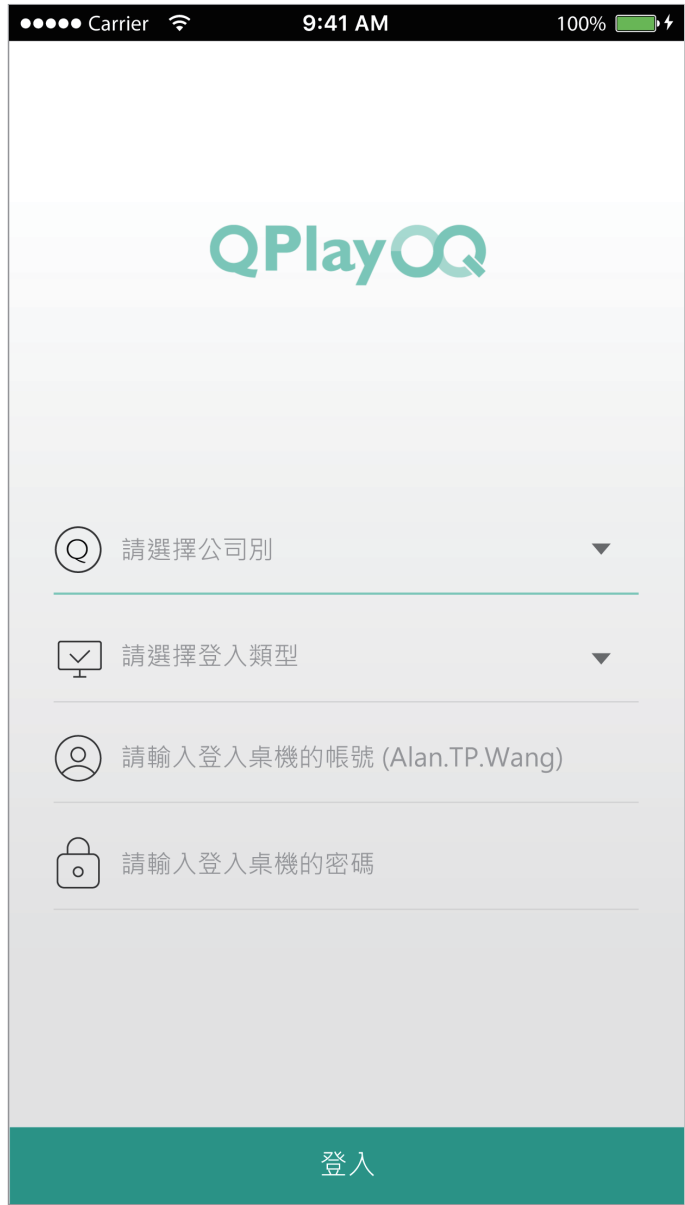 Carrier 9:41 AM 100%
QPlay
Q 請選擇公司別
請選擇登入類型
請輸入登入桌機的帳號 (Alan.TP.Wang)
請輸入登入桌機的密碼
登入